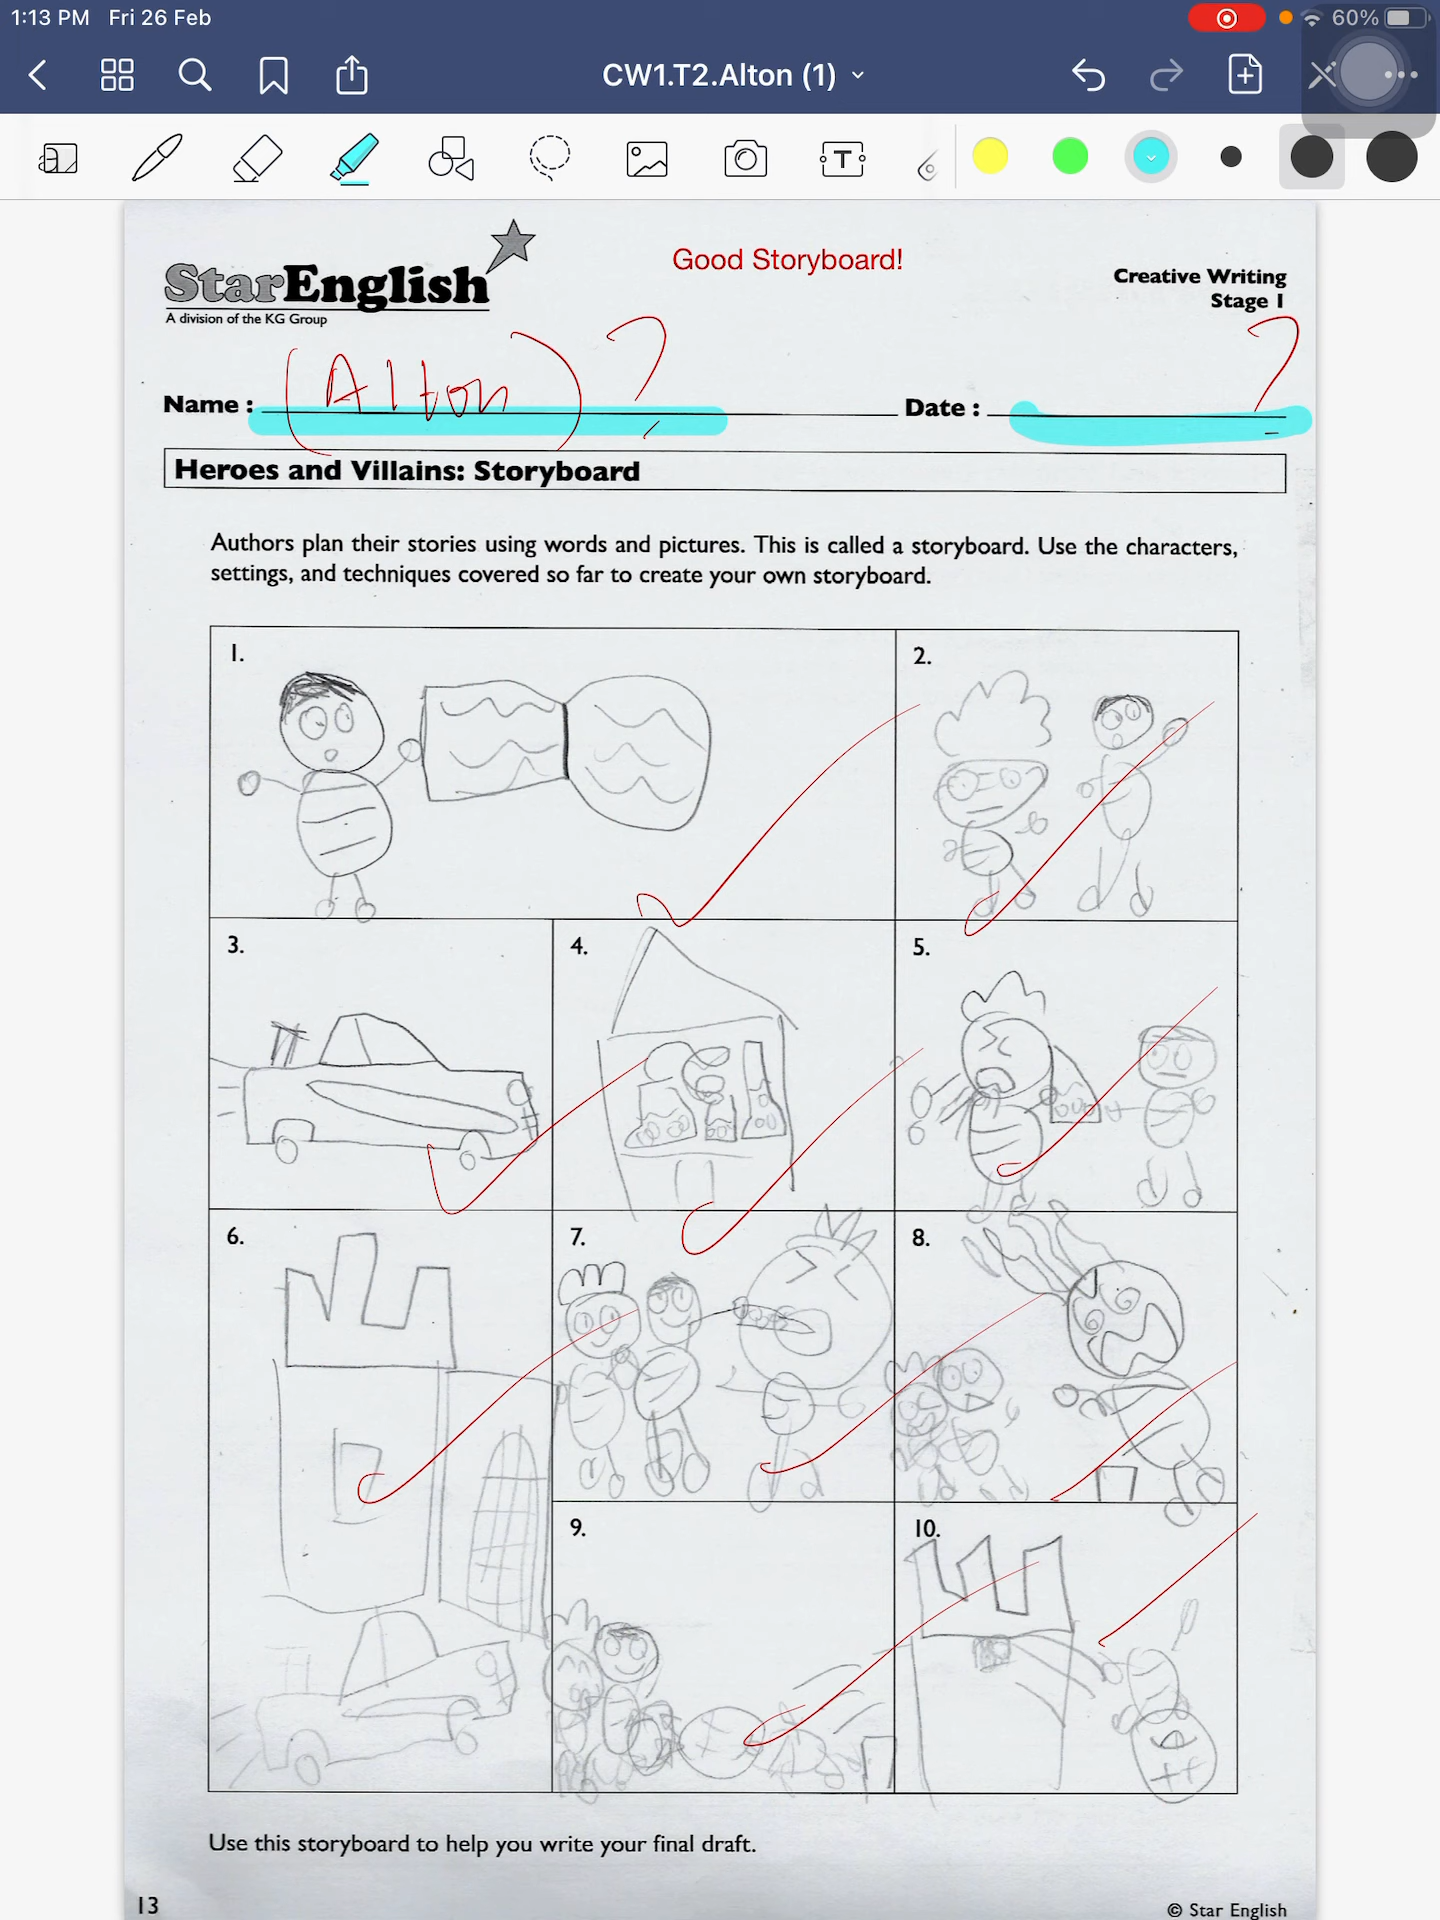 1:13 PM Fri 26 Feb
60%
CW1.T2.Alton (1)
T
StarEnglish
A division of the KG Group
Good Storyboard!
Creative Writing
Stage 1
Name : (Alton) ?
Date : ?
Heroes and Villains: Storyboard
Authors plan their stories using words and pictures. This is called a storyboard. Use the characters,
settings, and techniques covered so far to create your own storyboard.
1.
2.
3.
4.
5.
6.
7.
8.
9.
10.
Use this storyboard to help you write your final draft.
13
© Star English